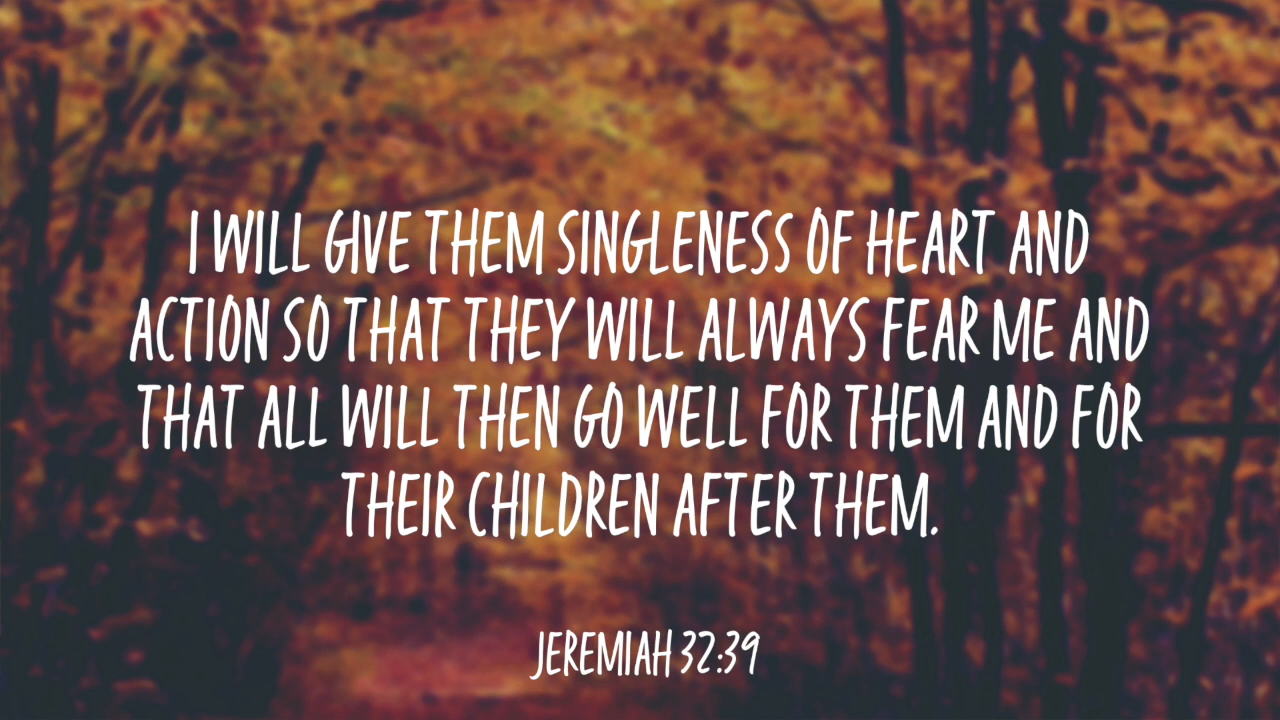 I WILL GIVE THEM SINGLENESS OF HEART AND
ACTION SO THAT THEY WILL ALWAYS FEAR ME AND
THAT ALL WILL THEN GO WELL FOR THEM AND FOR
THEIR CHILDREN AFTER THEM.
JEREMIAH 32:39